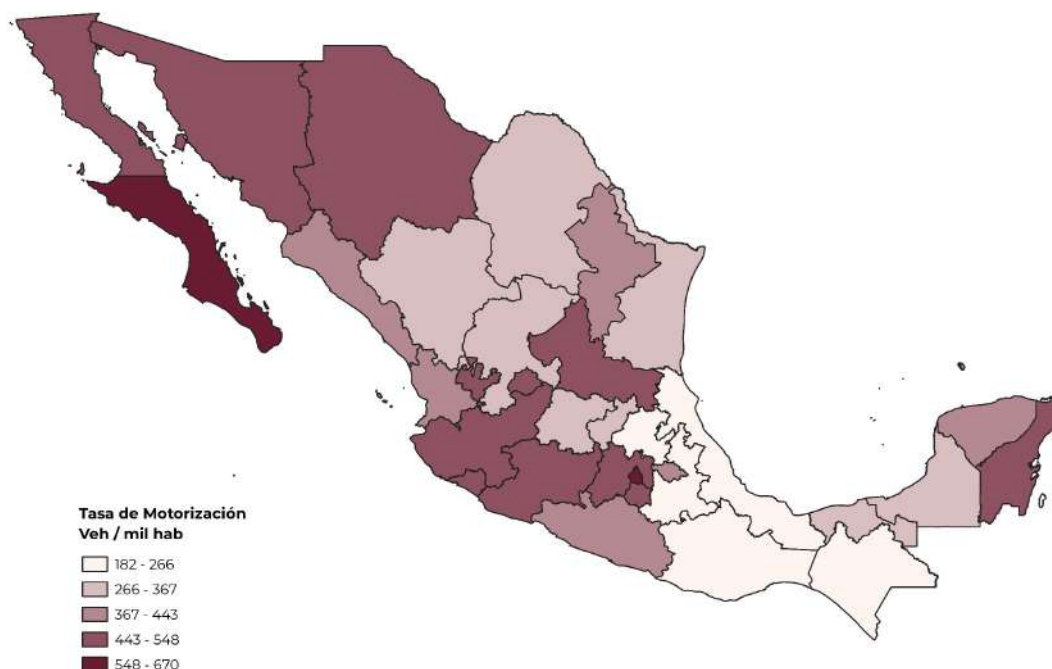 Tasa de Motorización
Veh / mil hab
182 - 266
266 - 367
367 - 443
443 - 548
548 - 670